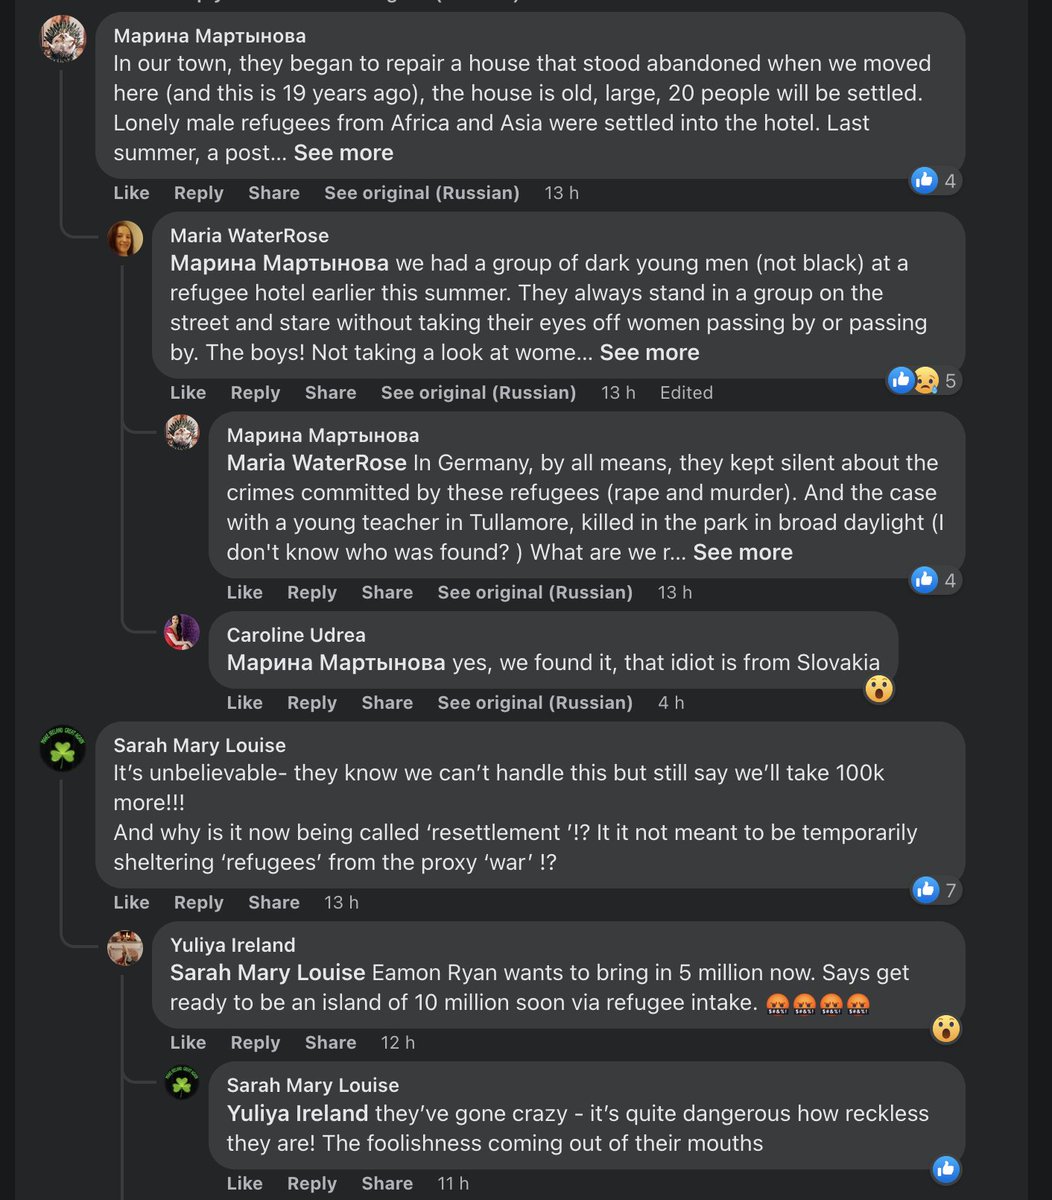 Марина Мартынова
In our town, they began to repair a house that stood abandoned when we moved
here (and this is 19 years ago), the house is old, large, 20 people will be settled.
Lonely male refugees from Africa and Asia were settled into the hotel. Last
summer, a post... See more
4
Like Reply Share See original (Russian) 13 h
Maria WaterRose
Марина Мартынова we had a group of dark young men (not black) at a
refugee hotel earlier this summer. They always stand in a group on the
street and stare without taking their eyes off women passing by or passing
by. The boys! Not taking a look at wome... See more
5
Like Reply Share See original (Russian) 13 h Edited
Марина Мартынова
Maria WaterRose In Germany, by all means, they kept silent about the
crimes committed by these refugees (rape and murder). And the case
with a young teacher in Tullamore, killed in the park in broad daylight (I
don't know who was found? ) What are we r... See more
4
Like Reply Share See original (Russian) 13 h
Caroline Udrea
Марина Мартынова yes, we found it, that idiot is from Slovakia
Like Reply Share See original (Russian) 4 h
Sarah Mary Louise
It’s unbelievable- they know we can’t handle this but still say we’ll take 100k
more!!!
And why is it now being called ‘resettlement ’!? It it not meant to be temporarily
sheltering ‘refugees’ from the proxy ‘war’ !?
7
Like Reply Share 13 h
Yuliya Ireland
Sarah Mary Louise Eamon Ryan wants to bring in 5 million now. Says get
ready to be an island of 10 million soon via refugee intake. 🤬🤬🤬🤬
Like Reply Share 12 h
Sarah Mary Louise
Yuliya Ireland they’ve gone crazy - it’s quite dangerous how reckless
they are! The foolishness coming out of their mouths
Like Reply Share 11 h